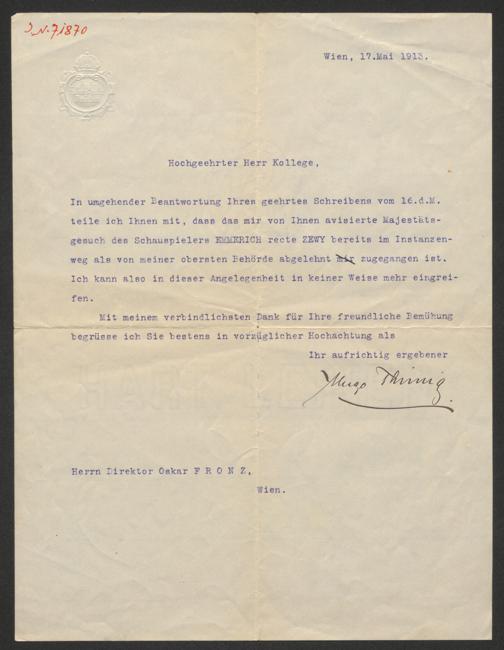 J.N.71870
Wien, 17.Mai 1913.
Hochgeehrter Herr Kollege,
In umgehender Beantwortung Ihres geehrtes Schreibens vom 16.d.M.
teile ich Ihnen mit, dass das mir von Ihnen avisierte Majestäts-
gesuch des Schauspielers EMMERICH recte ZEWY bereits im Instanzen-
weg als von meiner obersten Behörde abgelehnt mir zugegangen ist.
Ich kann also in dieser Angelegenheit in keiner Weise mehr eingrei-
fen.
Mit meinem verbindlichsten Dank für Ihre freundliche Bemühung
begrüsse ich Sie bestens in vorzüglicher Hochachtung als
Ihr aufrichtig ergebener
Hugo Thimig.
Herrn Direktor Oskar F R O N Z,
Wien.